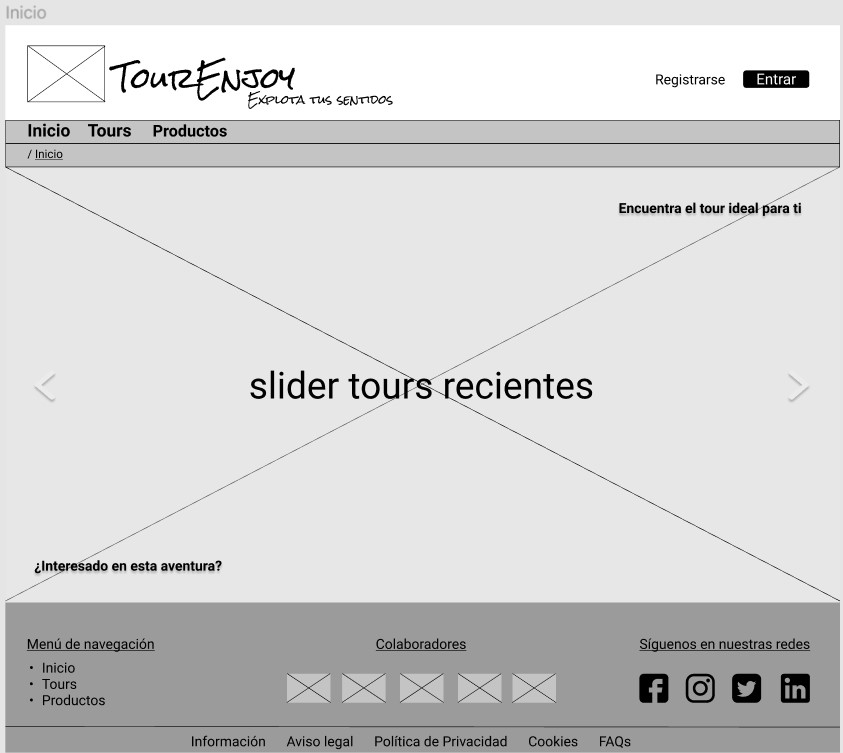 Inicio
TourEnjoy
Explota tus sentidos
Registrarse Entrar
Inicio Tours Productos
/ Inicio
Encuentra el tour ideal para ti
slider tours recientes
¿Interesado en esta aventura?
Menú de navegación
• Inicio
• Tours
• Productos
Colaboradores
Síguenos en nuestras redes
Información Aviso legal Política de Privacidad Cookies FAQs